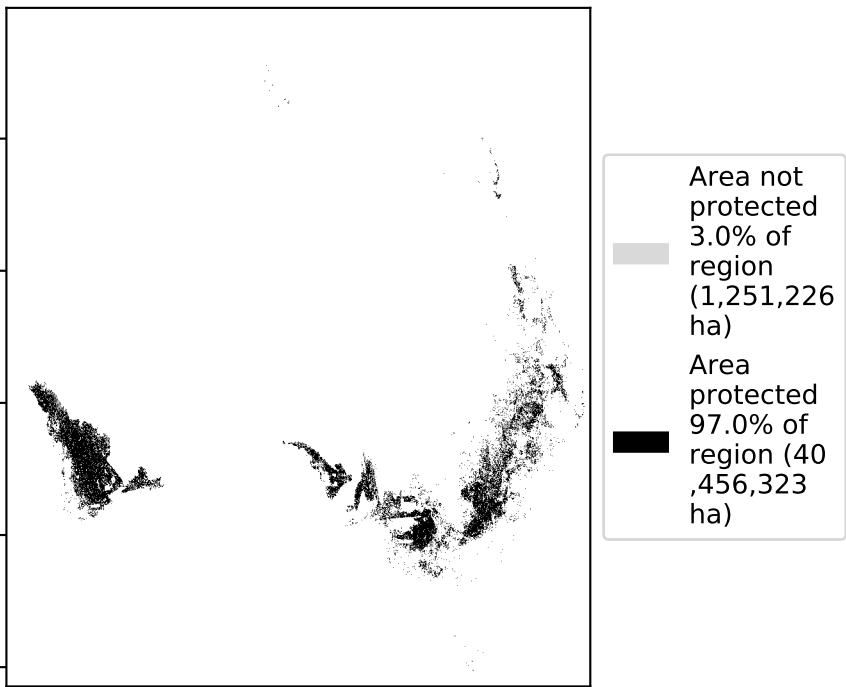 Area not
protected
3.0% of
region
(1,251,226
ha)
Area
protected
97.0% of
region (40
,456,323
ha)